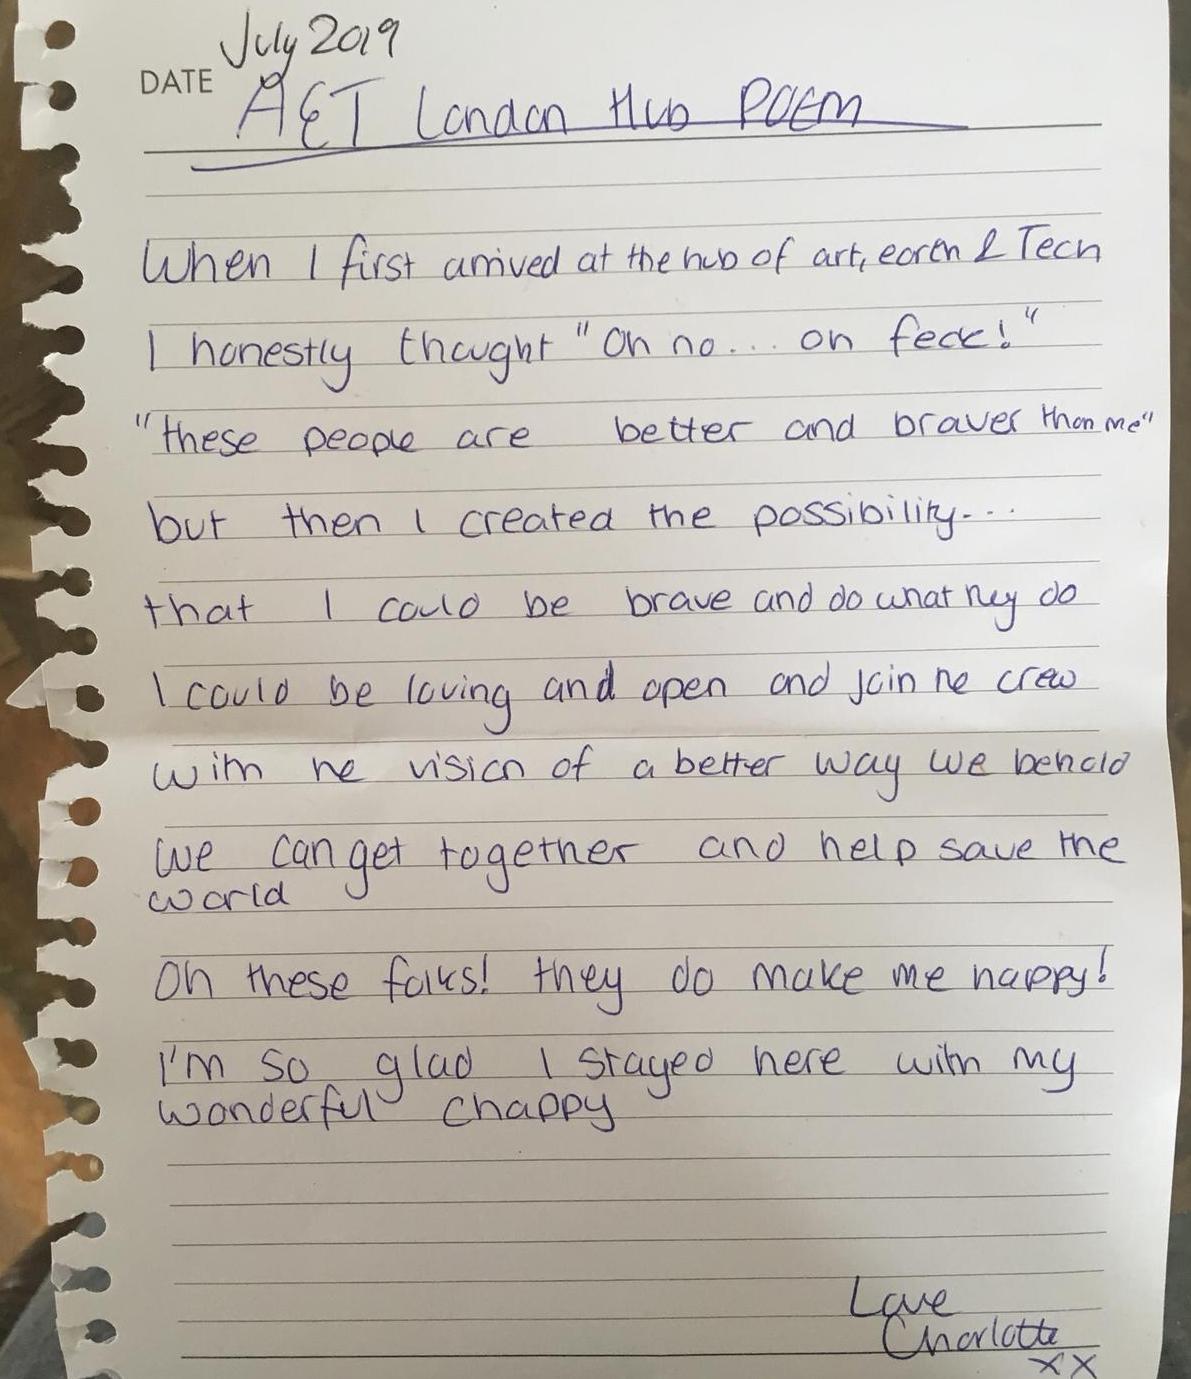 July 2019
DATE
AET London Hub POEM
When I first arrived at the hub of art, earth & Tech
I honestly thought "Oh no... oh feck!"
"these people are better and braver than me"
but then I created the possibility...
that I could be brave and do what they do
I could be loving and open and join the crew
with the vision of a better way we behold
we can get together and help save the
world
Oh these folks! they do make me happy!
I'm so glad I stayed here with my
wonderful chappy
Love
Charlotte
xx